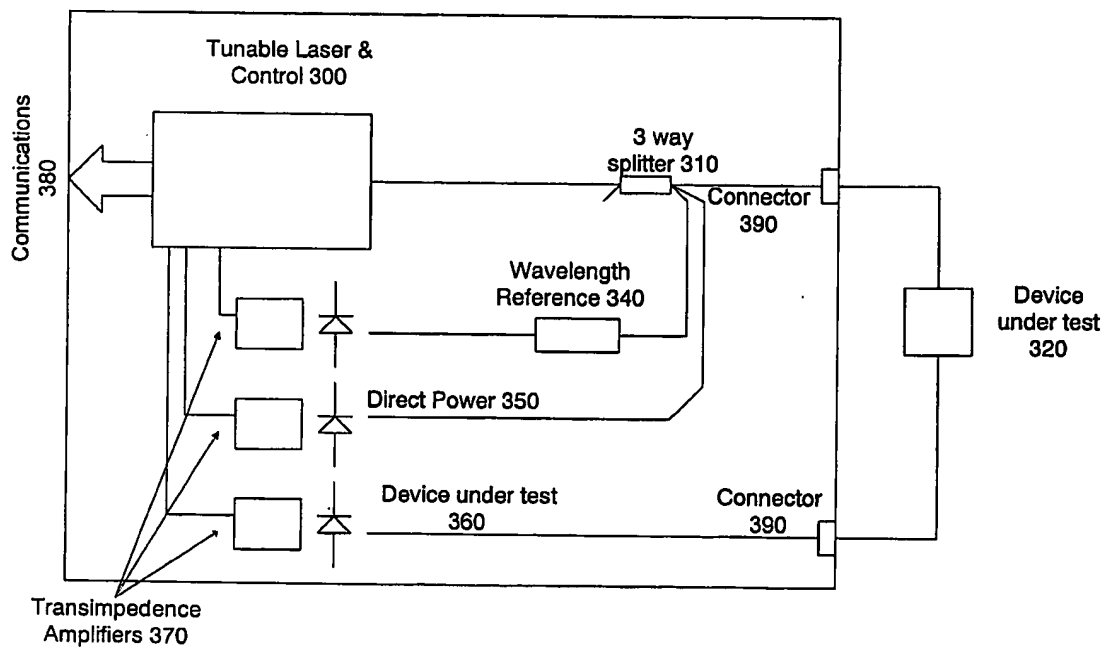 Tunable Laser &
Control 300
Communications
380
3 way
splitter 310
Connector
390
Wavelength
Reference 340
Device
under test
320
Direct Power 350
Device under test
360
Connector
390
Transimpedence
Amplifiers 370